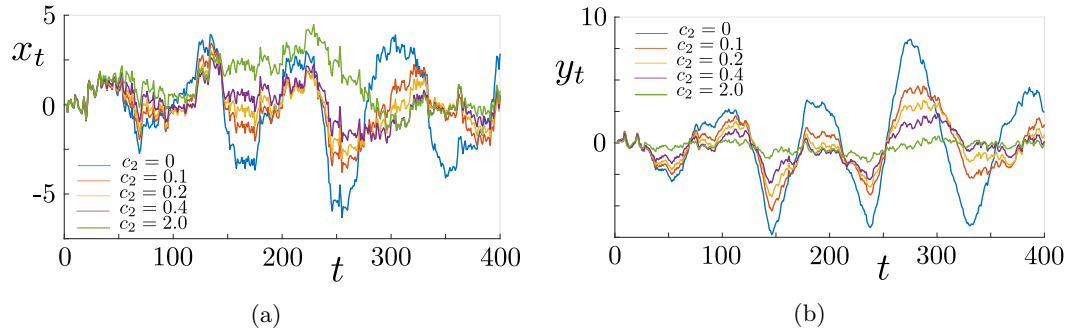 5
x_t
0
-5
c_2 = 0
c_2 = 0.1
c_2 = 0.2
c_2 = 0.4
c_2 = 2.0
0 100 200 300 400
t
(a)
10
y_t
0
c_2 = 0
c_2 = 0.1
c_2 = 0.2
c_2 = 0.4
c_2 = 2.0
0 100 200 300 400
t
(b)